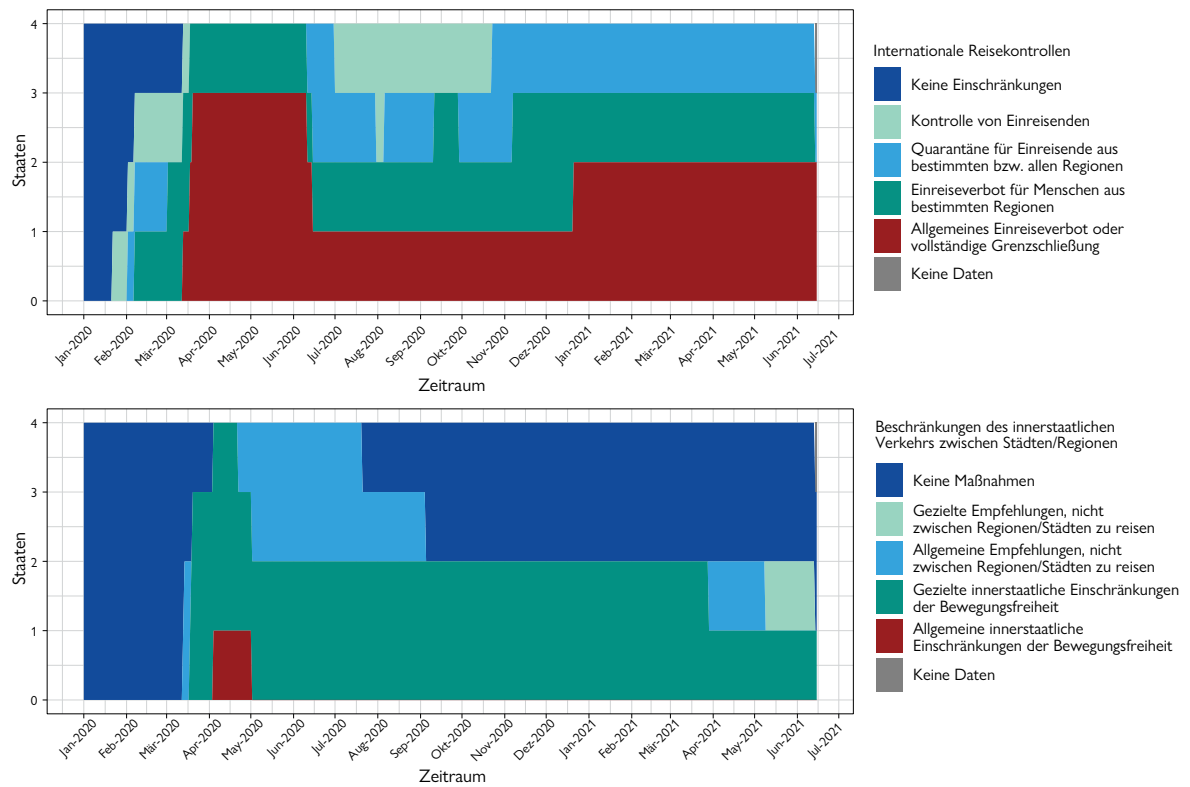 4
3
2
1
0
Staaten
Jan-2020
Feb-2020
Mär-2020
Apr-2020
May-2020
Jun-2020
Jul-2020
Aug-2020
Sep-2020
Okt-2020
Nov-2020
Dez-2020
Jan-2021
Feb-2021
Mär-2021
Apr-2021
May-2021
Jun-2021
Jul-2021
Zeitraum
Internationale Reisekontrollen
Keine Einschränkungen
Kontrolle von Einreisenden
Quarantäne für Einreisende aus
bestimmten bzw. allen Regionen
Einreiseverbot für Menschen aus
bestimmten Regionen
Allgemeines Einreiseverbot oder
vollständige Grenzschließung
Keine Daten
4
3
2
1
0
Staaten
Jan-2020
Feb-2020
Mär-2020
Apr-2020
May-2020
Jun-2020
Jul-2020
Aug-2020
Sep-2020
Okt-2020
Nov-2020
Dez-2020
Jan-2021
Feb-2021
Mär-2021
Apr-2021
May-2021
Jun-2021
Jul-2021
Zeitraum
Beschränkungen des innerstaatlichen
Verkehrs zwischen Städten/Regionen
Keine Maßnahmen
Gezielte Empfehlungen, nicht
zwischen Regionen/Städten zu reisen
Allgemeine Empfehlungen, nicht
zwischen Regionen/Städten zu reisen
Gezielte innerstaatliche Einschränkungen
der Bewegungsfreiheit
Allgemeine innerstaatliche
Einschränkungen der Bewegungsfreiheit
Keine Daten